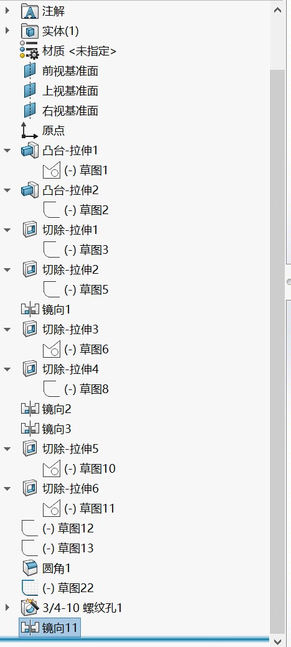 注解
实体(1)
材质 <未指定>
前视基准面
上视基准面
右视基准面
原点
凸台-拉伸1
(-) 草图1
凸台-拉伸2
(-) 草图2
切除-拉伸1
(-) 草图3
切除-拉伸2
(-) 草图5
镜向1
切除-拉伸3
(-) 草图6
切除-拉伸4
(-) 草图8
镜向2
镜向3
切除-拉伸5
(-) 草图10
切除-拉伸6
(-) 草图11
(-) 草图12
(-) 草图13
圆角1
(-) 草图22
3/4-10 螺纹孔1
镜向11